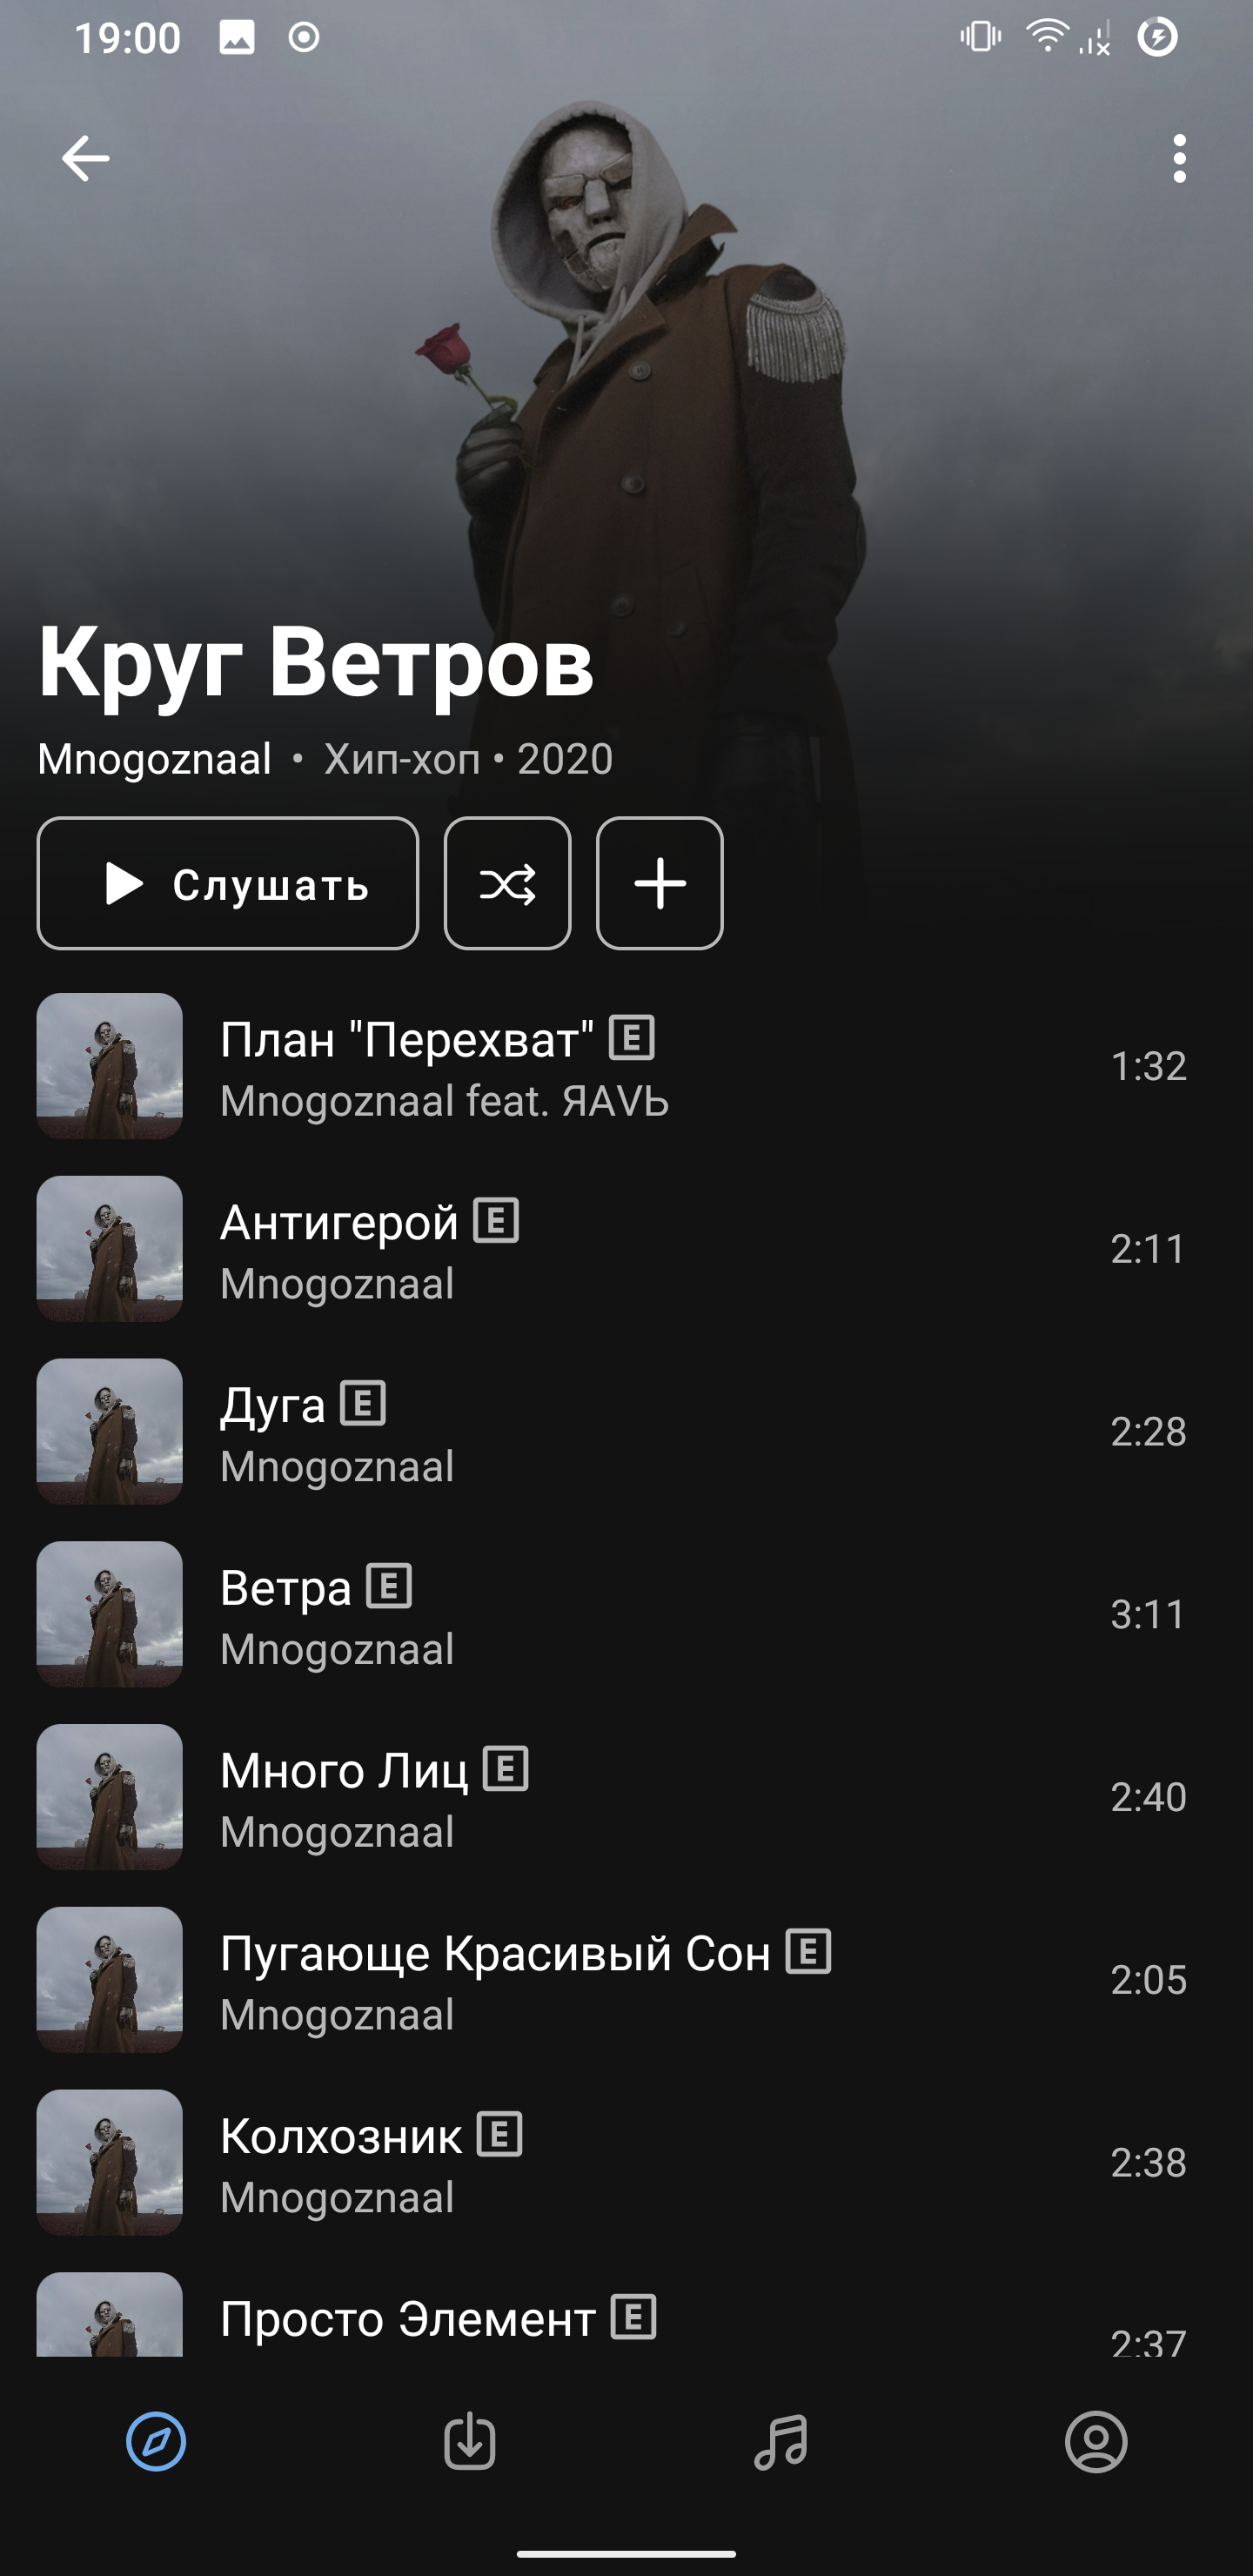 19:00
Круг Ветров
Mnogoznaal • Хип-хоп • 2020
Слушать
План "Перехват" E
Mnogoznaal feat. ЯАVЬ
1:32
Антигерой E
Mnogoznaal
2:11
Дуга E
Mnogoznaal
2:28
Ветра E
Mnogoznaal
3:11
Много Лиц E
Mnogoznaal
2:40
Пугающе Красивый Сон E
Mnogoznaal
2:05
Колхозник E
Mnogoznaal
2:38
Просто Элемент E
2:37